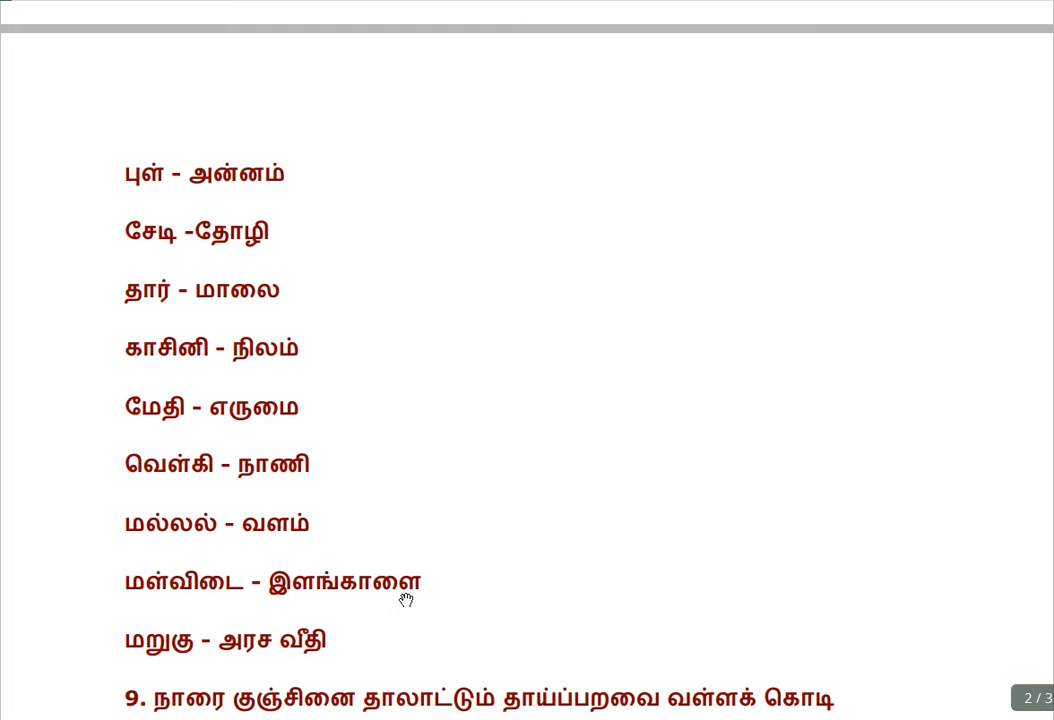 புள் - அன்னம்
சேடி -தோழி
தார் - மாலை
காசினி - நிலம்
மேதி - எருமை
வெள்கி - நாணி
மல்லல் - வளம்
மள்விடை - இளங்காளை
மறுகு - அரச வீதி
9. நாரை குஞ்சினை தாலாட்டும் தாய்ப்பறவை வள்ளக் கொடி
2 / 3